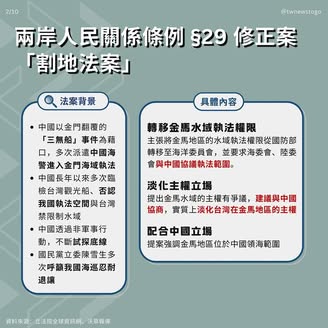 2/10
@twnewstogo
兩岸人民關係條例 §29 修正案
「割地法案」
法案背景
• 中國以金門翻覆的
「三無船」事件為藉
口，多次派遣中國海
警進入金門海域執法
• 中國長年以來多次臨
檢台灣觀光船、否認
我國執法空間與台灣
禁限制水域
• 中國透過非軍事行
動，不斷試探底線
• 國民黨立委陳雪生多
次呼籲我國海巡忍耐
退讓
具體內容
轉移金馬水域執法權限
主張將金馬地區的水域執法權限從國防部
轉移至海洋委員會，並要求海委會、陸委
會與中國協議執法範圍。
淡化主權立場
提出金馬水域的主權有爭議，建議與中國
協商，實質上淡化台灣在金馬地區的主權
配合中國立場
提案強調金馬地區位於中國領海範圍
資料來源：立法院全球資訊網、沃草報導